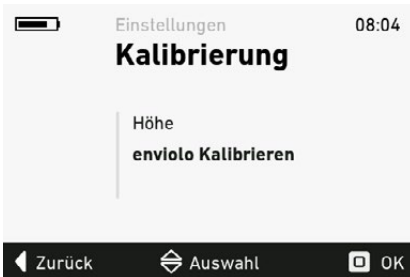 Einstellungen
08:04
Kalibrierung
Höhe
enviolo Kalibrieren
Zurück
Auswahl
OK